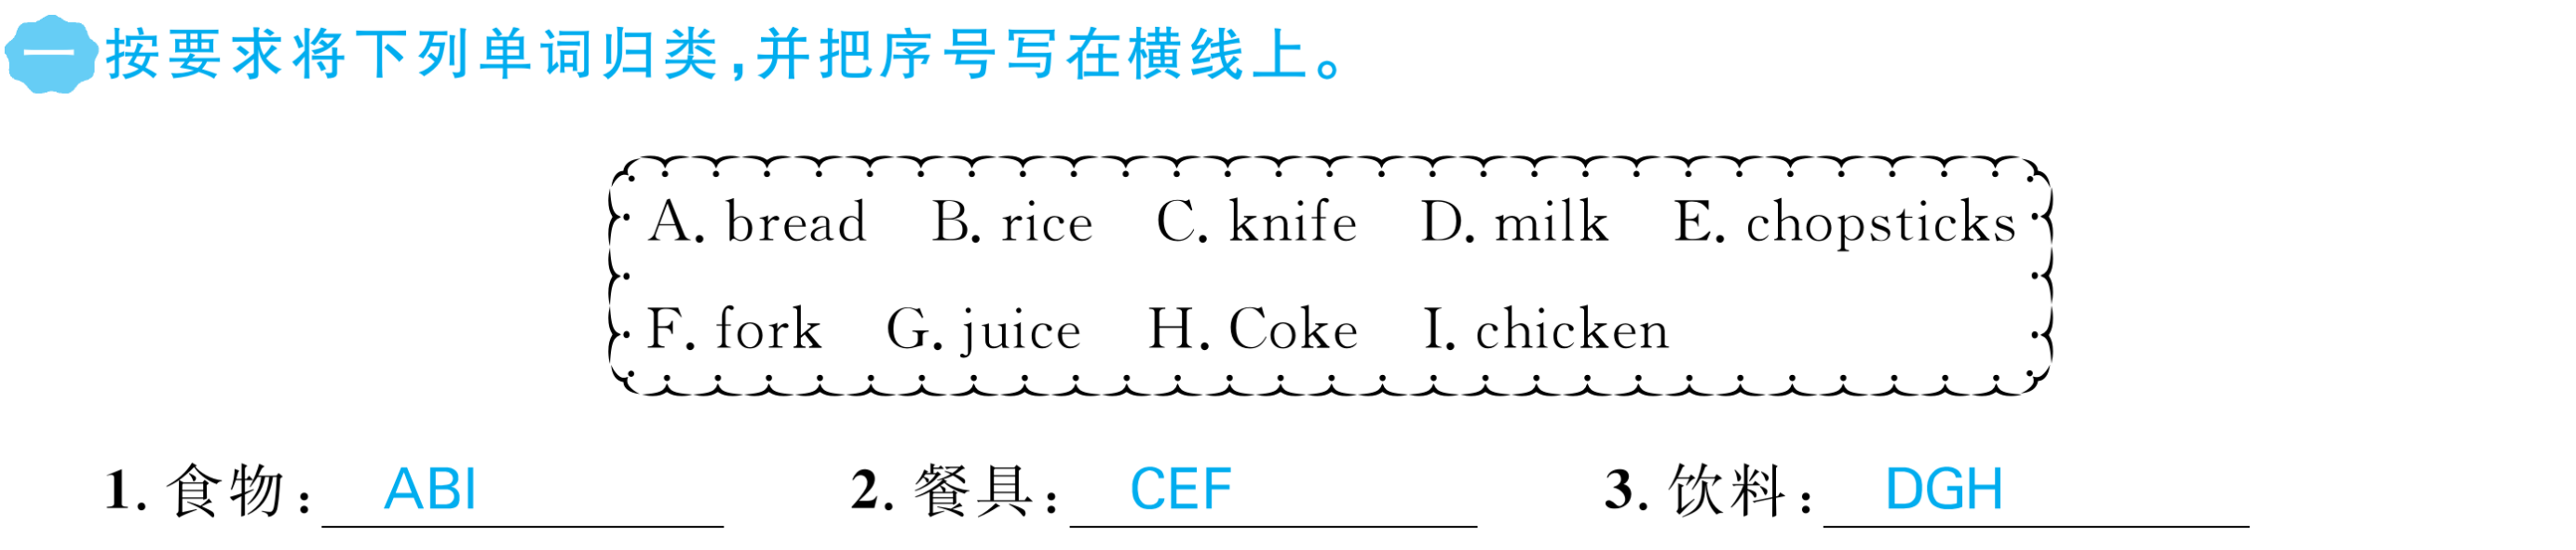 一 按要求将下列单词归类,并把序号写在横线上。
A. bread B. rice C. knife D. milk E. chopsticks
F. fork G. juice H. Coke I. chicken
1. 食物: ABI 2. 餐具: CEF 3. 饮料: DGH